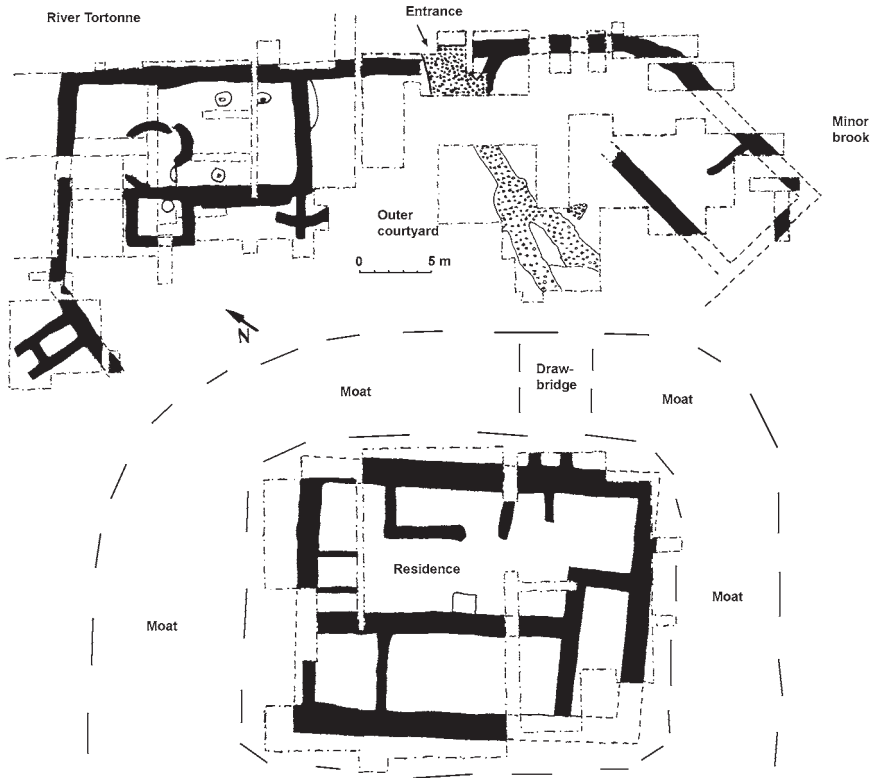 River Tortonne
Entrance
Minor
brook
Outer
courtyard
0 5 m
N
Draw-
bridge
Moat
Moat
Residence
Moat
Moat